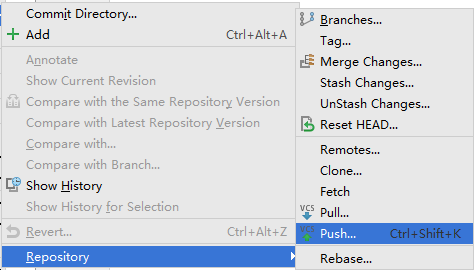 Commit Directory...
Add Ctrl+Alt+A
Annotate
Show Current Revision
Compare with the Same Repository Version
Compare with Latest Repository Version
Compare with...
Compare with Branch...
Show History
Show History for Selection
Revert... Ctrl+Alt+Z
Repository
Branches...
Tag...
Merge Changes...
Stash Changes...
UnStash Changes...
Reset HEAD...
Remotes...
Clone...
Fetch
VCS Pull...
VCS Push... Ctrl+Shift+K
Rebase...